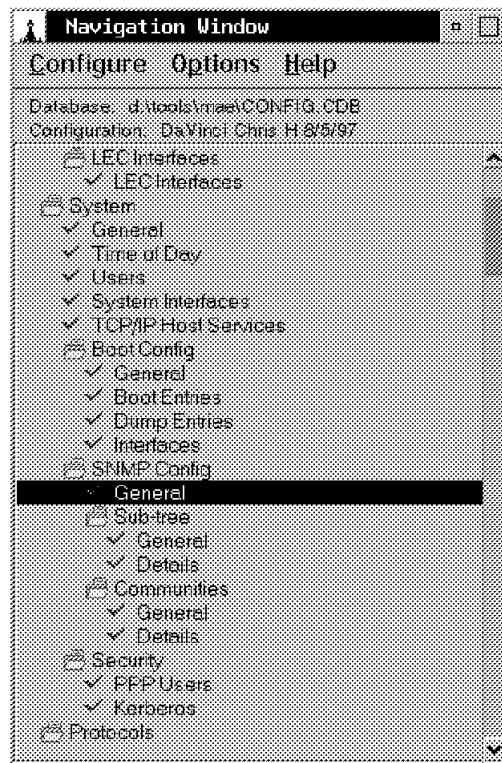 Navigation Window
Configure Options Help
Database: d:\tools\mae\CONFIG.CDB
Configuration: DaVinci Chris H 8/5/97
LEC Interfaces
LEC Interfaces
System
General
Time of Day
Users
System Interfaces
TCP/IP Host Services
Boot Config
General
Boot Entries
Dump Entries
Interfaces
SNMP Config
General
Sub-tree
General
Details
Communities
General
Details
Security
PPP Users
Kerberos
Protocols